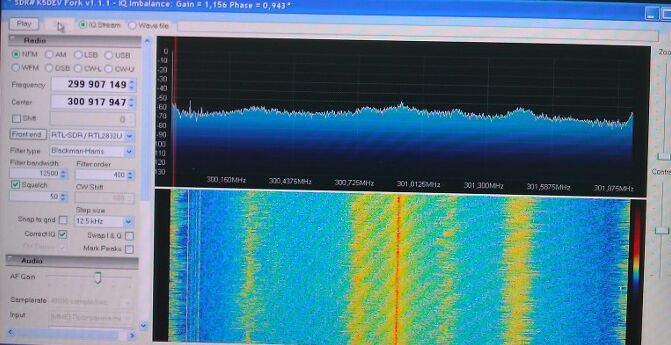 SDR# K5DEV Fork v1.1.1 - IQ Imbalance: Gain = 1,156 Phase = 0,943°
Play
IQ Stream
Wave file
Radio
NFM AM LSB USB
WFM DSB CW-L CW-U
Frequency 299 907 149
Center 300 917 947
Shift 0
Front end RTL-SDR / RTL2832U
Filter type Blackman-Harris
Filter bandwidth Filter order
12500 400
Squelch CW Shift
50
Step size
Snap to grid 12.5 kHz
Correct IQ Swap I & Q
Mark Peaks
Audio
AF Gain
Samplerate
Input
0
-10
-20
-30
-40
-50
-60
-70
-80
-90
-100
-110
-120
-130
300,150MHz 300,4375MHz 300,725MHz 301,0125MHz 301,300MHz 301,5875MHz 301,875MHz
Zoo
Contr